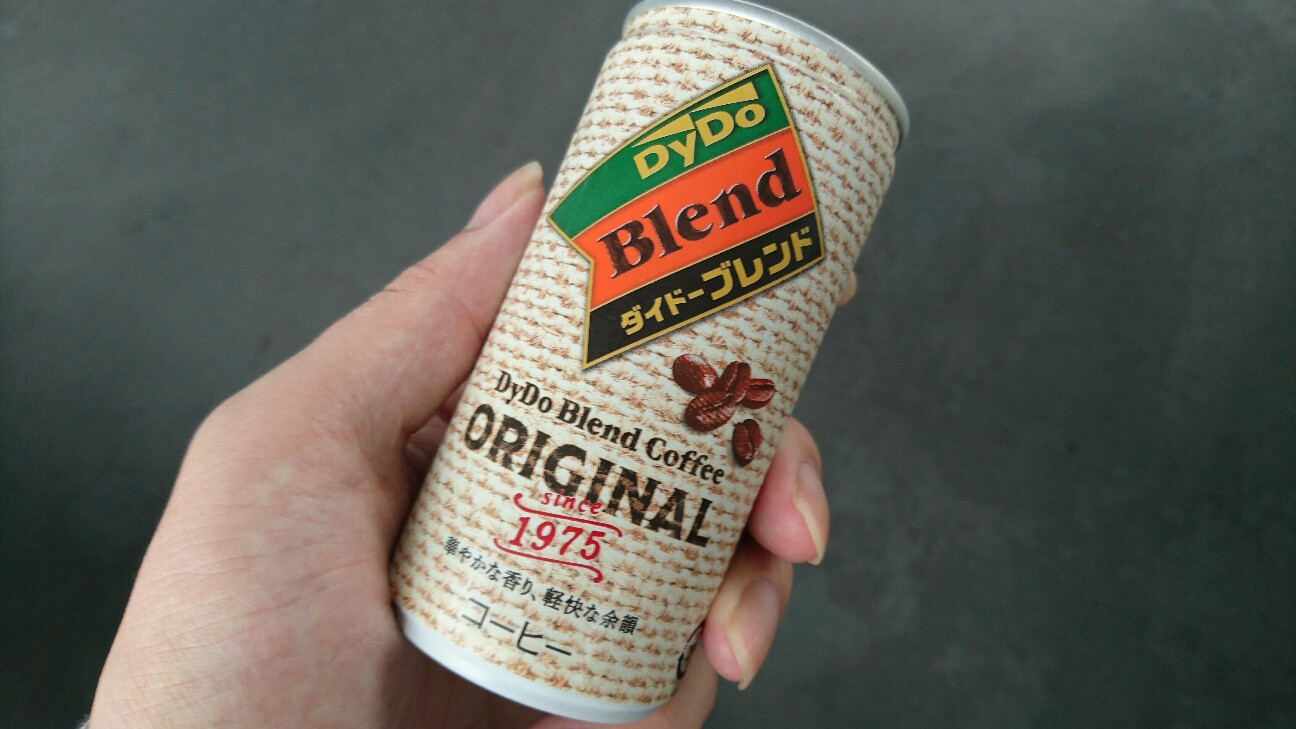 DyDo
Blend
ダイドーブレンド
DyDo Blend Coffee
ORIGINAL
since
1975
華やかな香り、軽快な余韻
コーヒー